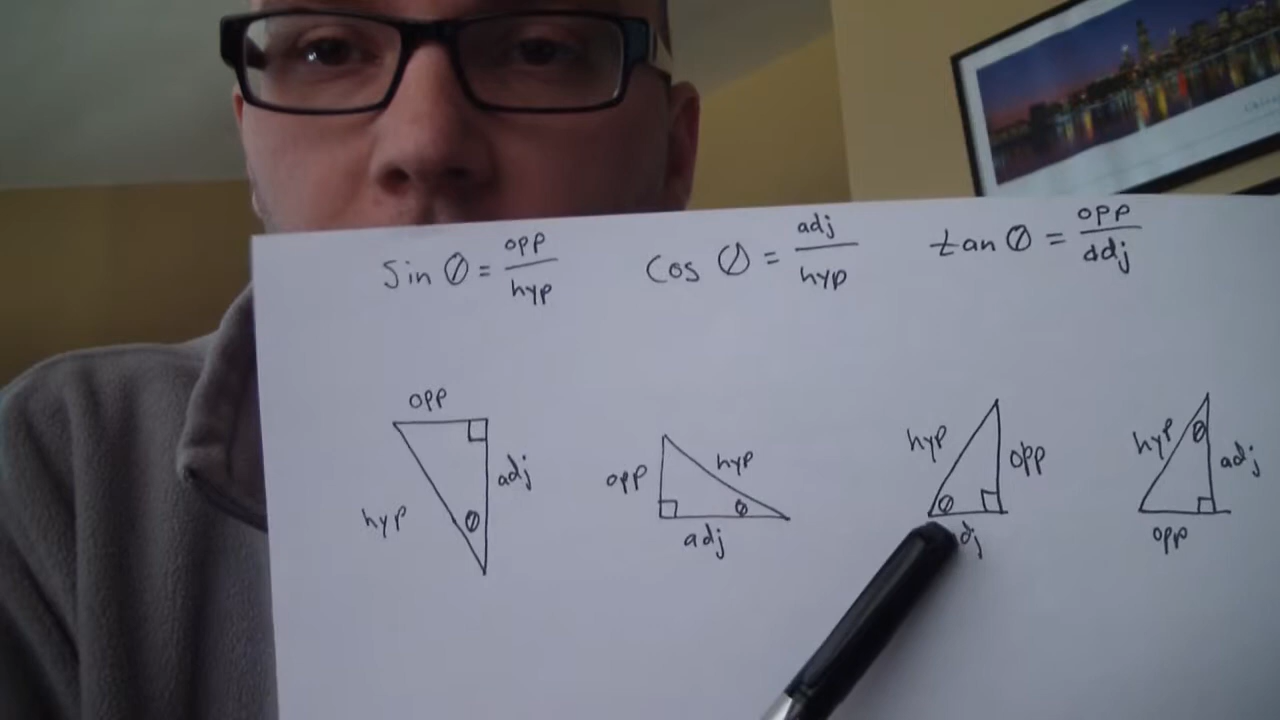 sin θ = opp/hyp cos θ = adj/hyp tan θ = opp/adj
opp
adj
hyp
θ
opp
hyp
θ
adj
hyp
opp
θ
hyp
θ
adj
opp